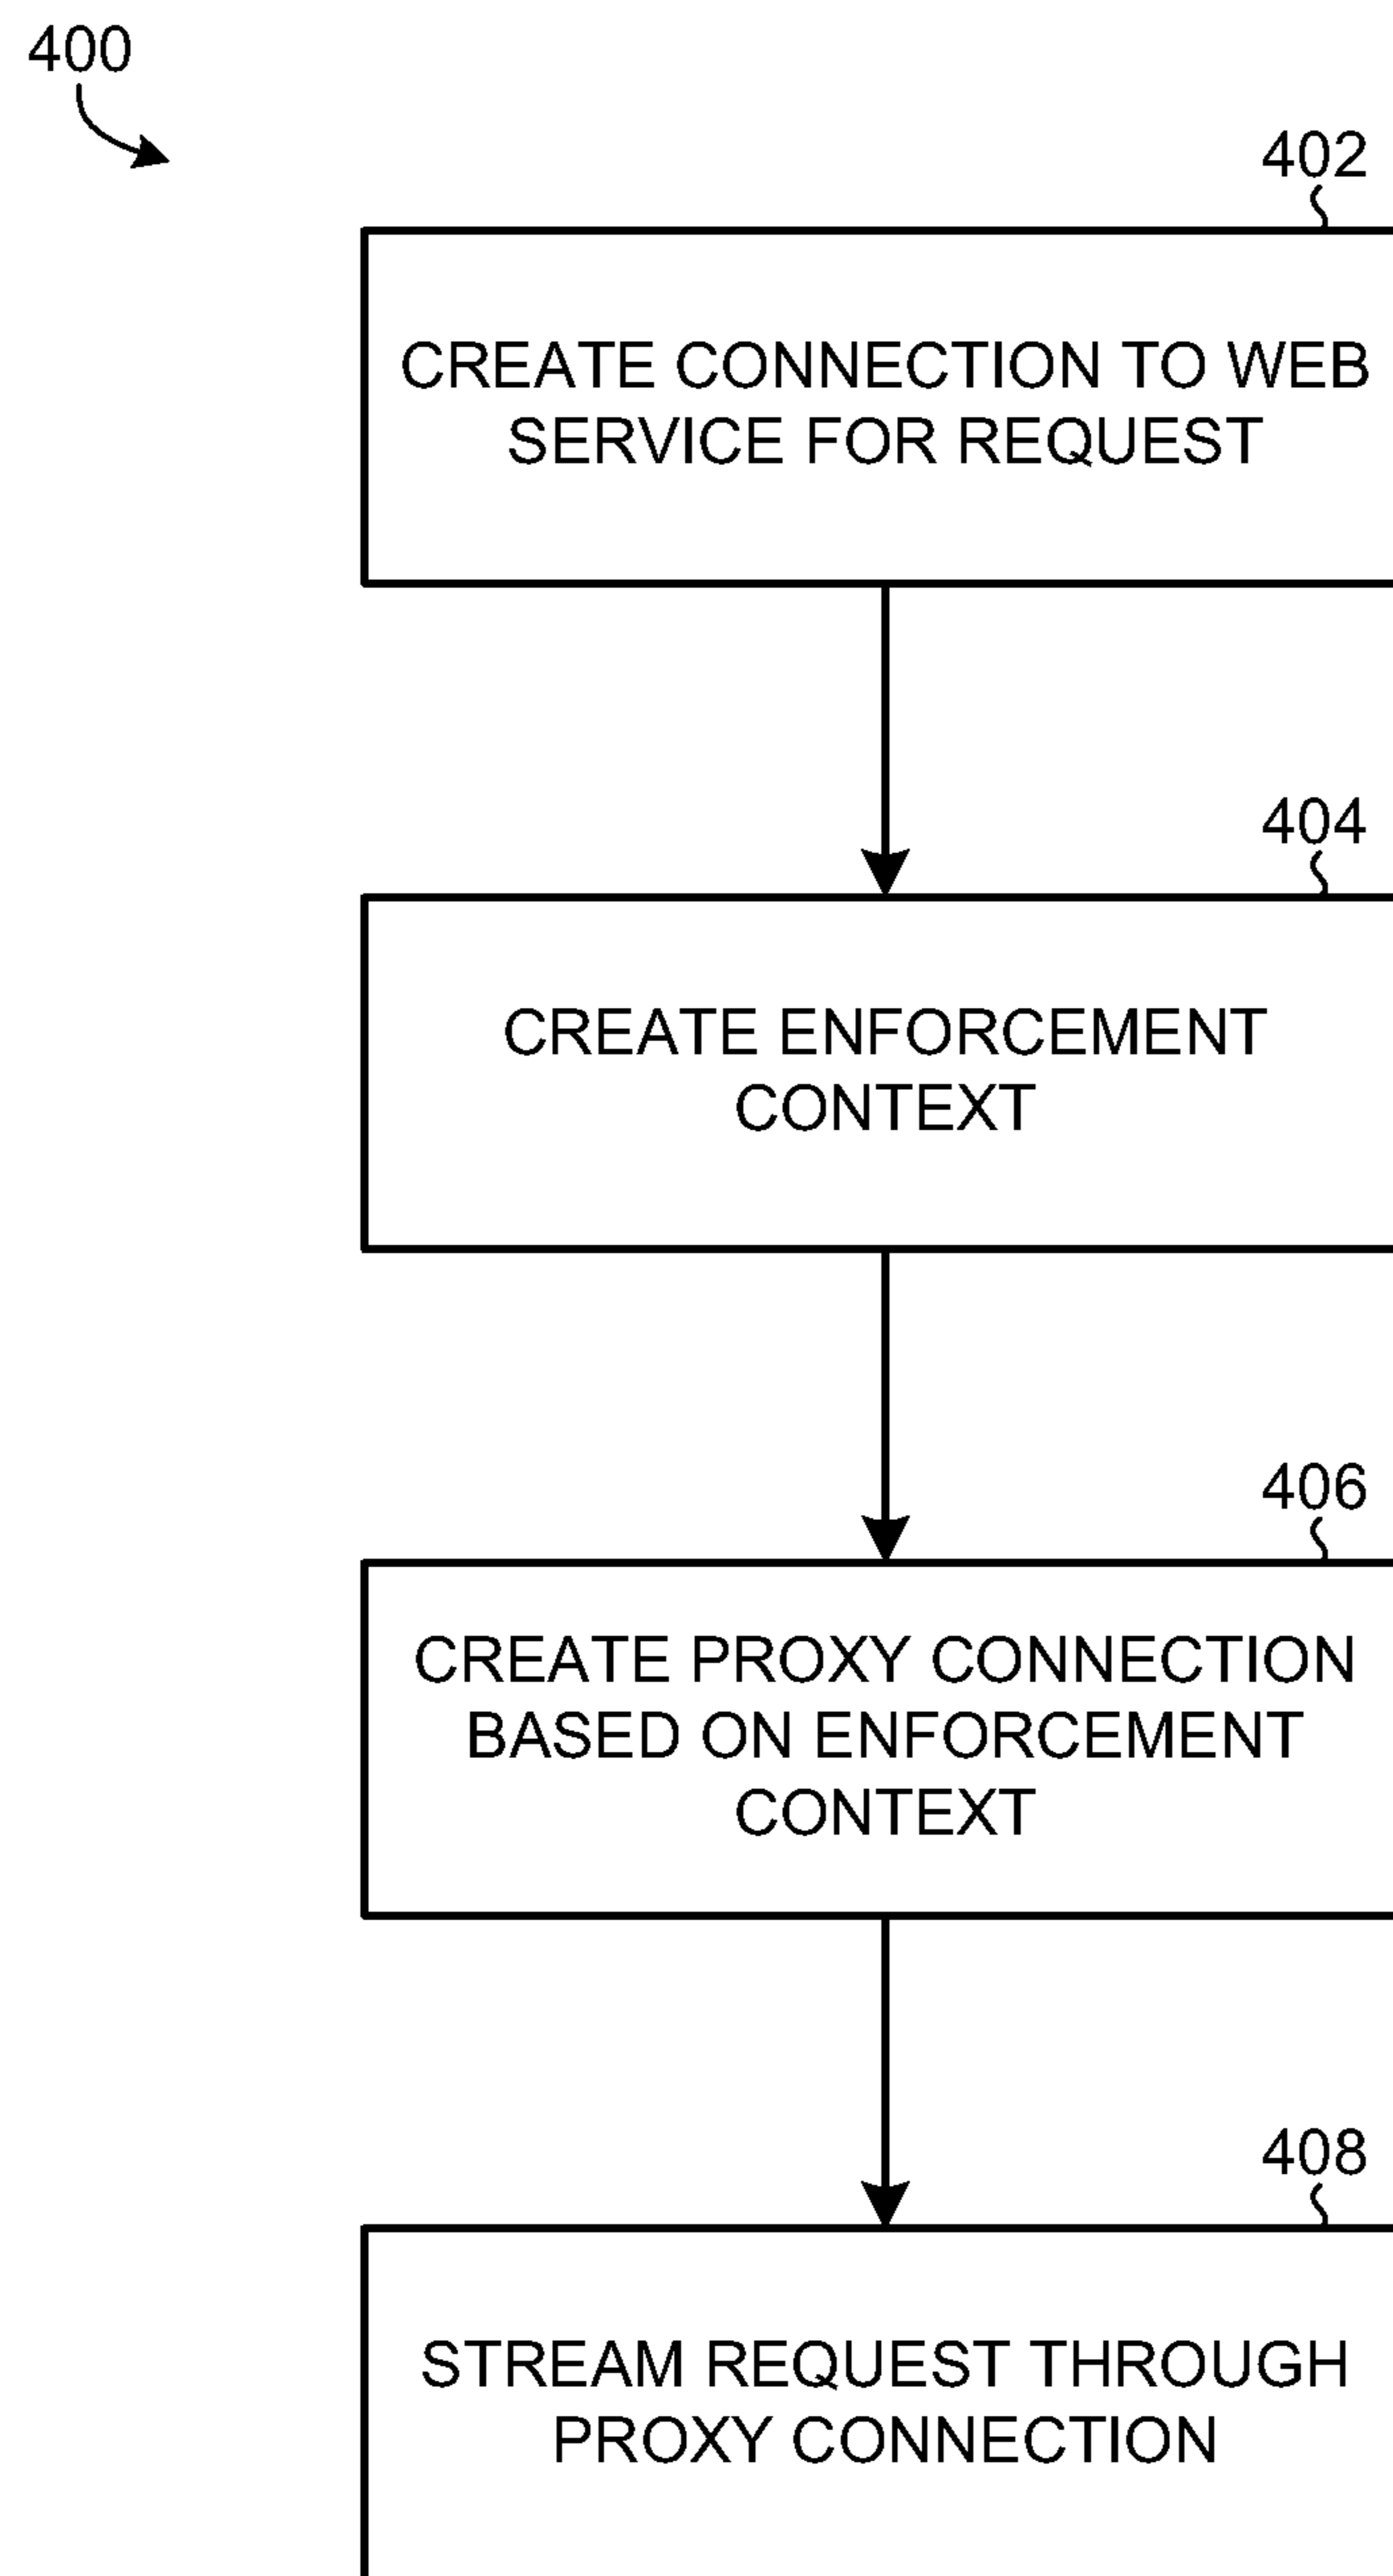 400
402
CREATE CONNECTION TO WEB
SERVICE FOR REQUEST
404
CREATE ENFORCEMENT
CONTEXT
406
CREATE PROXY CONNECTION
BASED ON ENFORCEMENT
CONTEXT
408
STREAM REQUEST THROUGH
PROXY CONNECTION